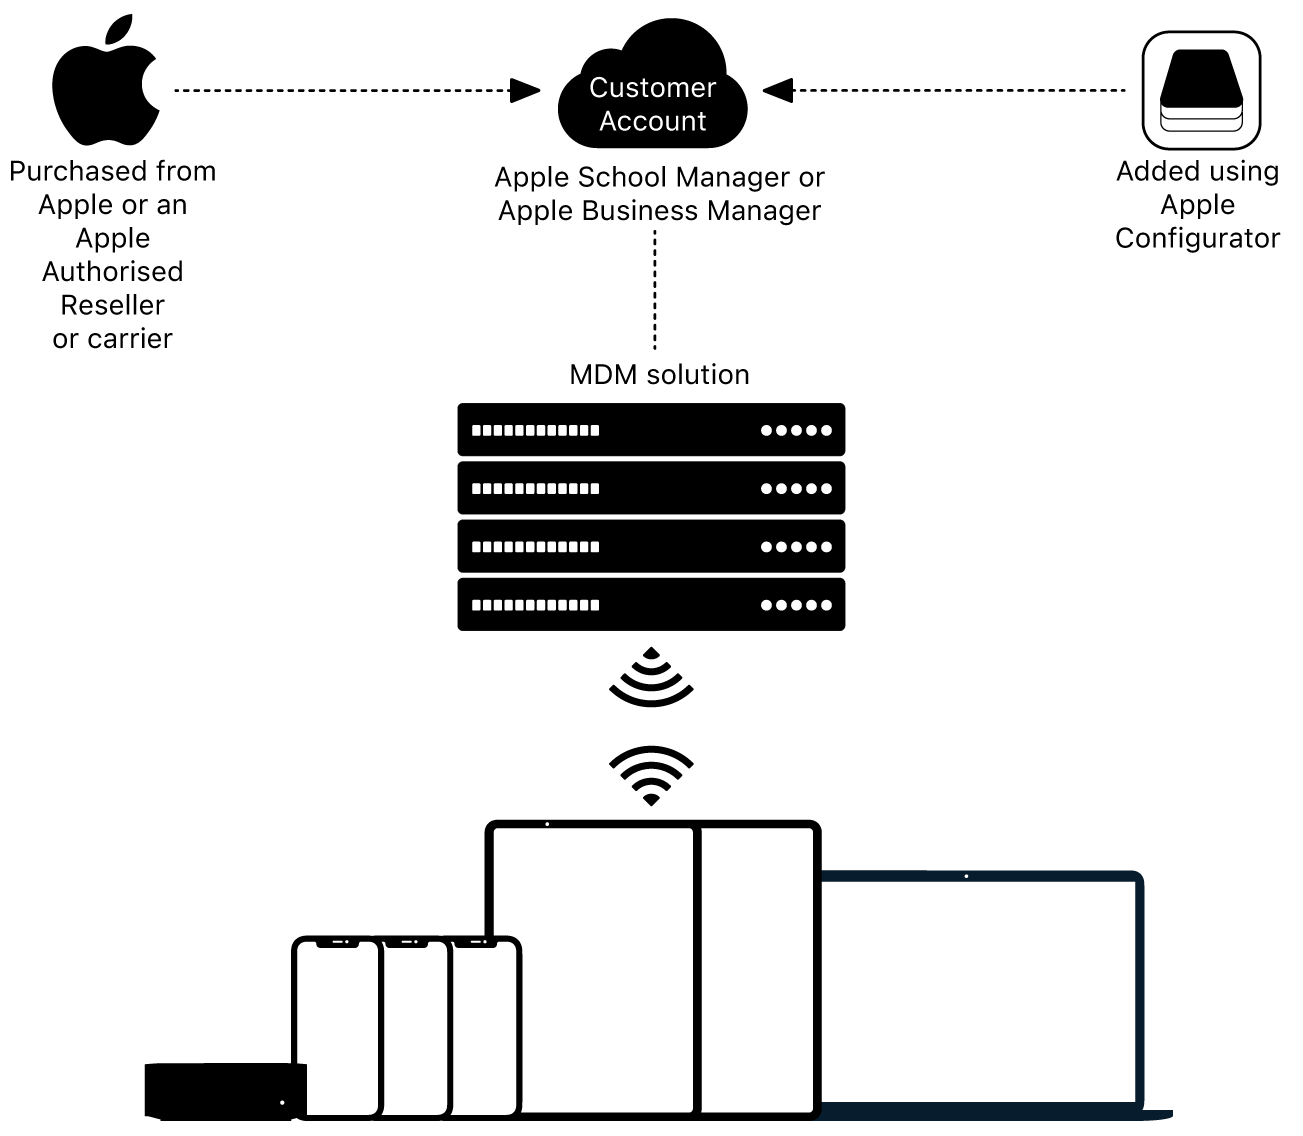 Customer
Account
Purchased from
Apple or an
Apple
Authorised
Reseller
or carrier
Apple School Manager or
Apple Business Manager
Added using
Apple
Configurator
MDM solution